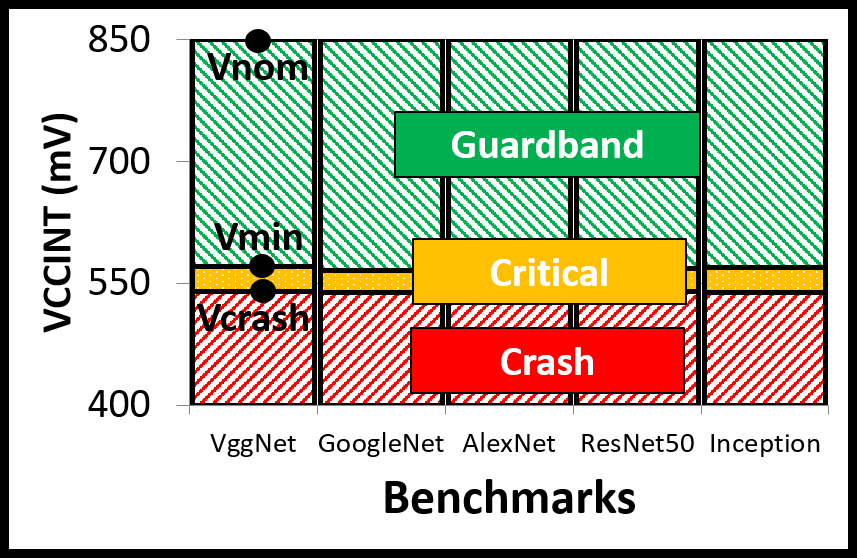 850
Vnom
Guardband
700
VCCINT (mV)
Vmin
Critical
550
Vcrash
Crash
400
VggNet GoogleNet AlexNet ResNet50 Inception
Benchmarks